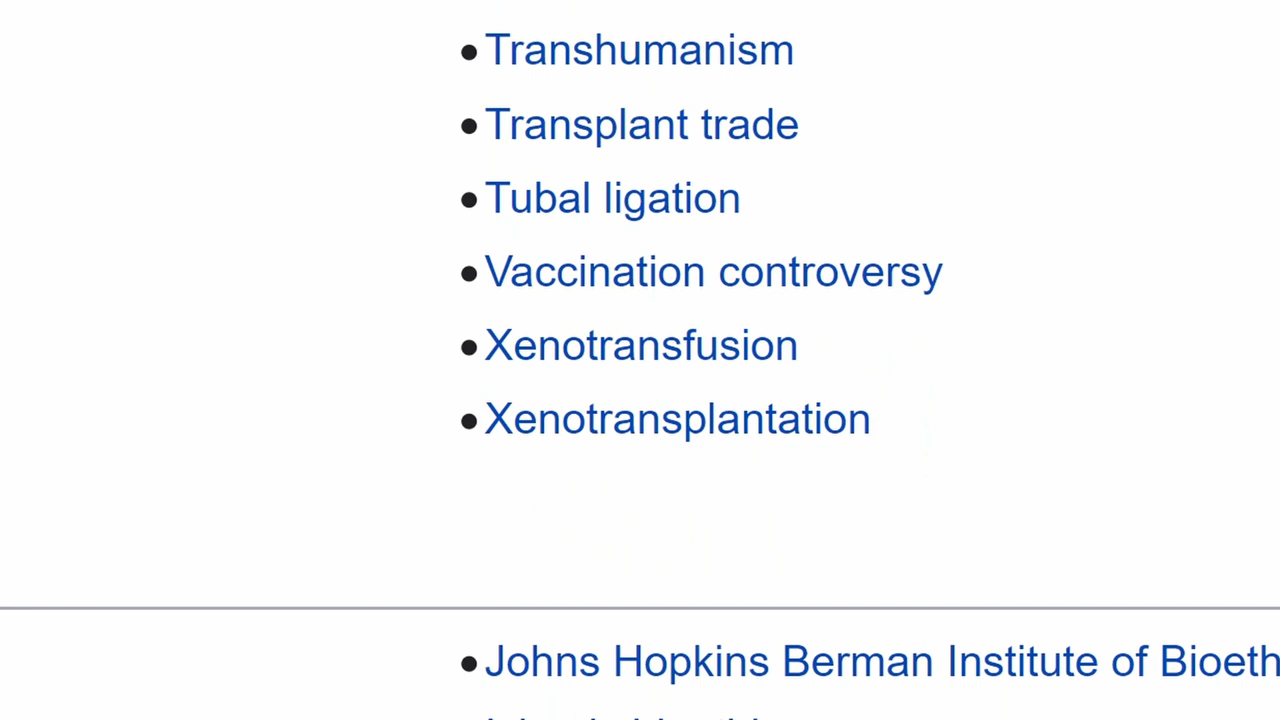 • Transhumanism
• Transplant trade
• Tubal ligation
• Vaccination controversy
• Xenotransfusion
• Xenotransplantation
• Johns Hopkins Berman Institute of Bioeth